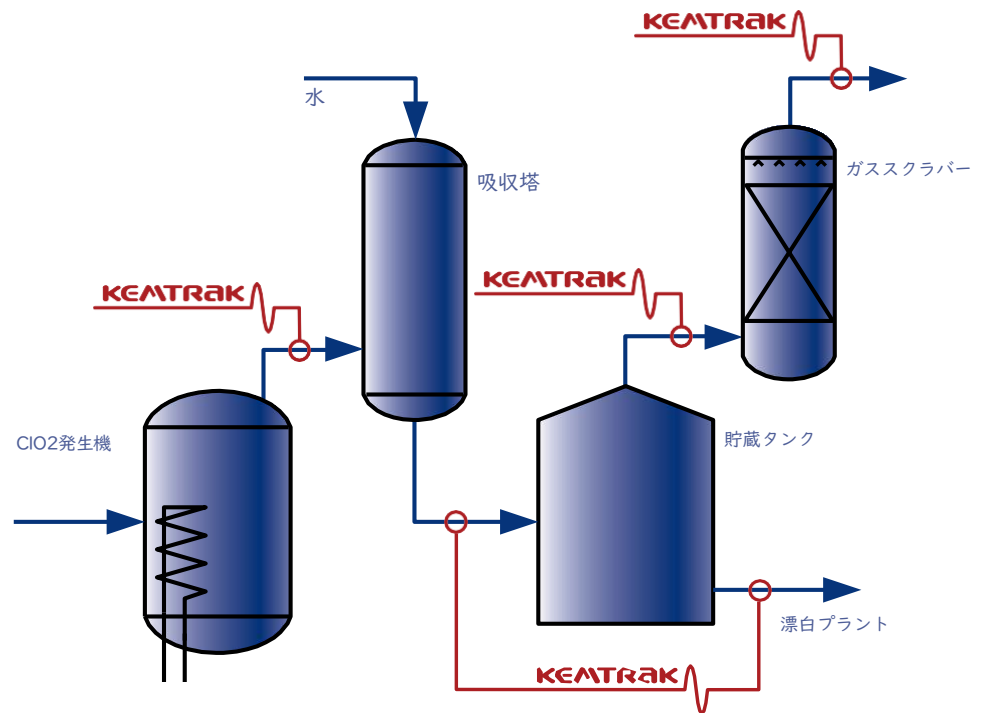 KEMTRAK
水
吸収塔
ガススクラバー
KEMTRAK
KEMTRAK
ClO2発生機
貯蔵タンク
漂白プラント
KEMTRAK